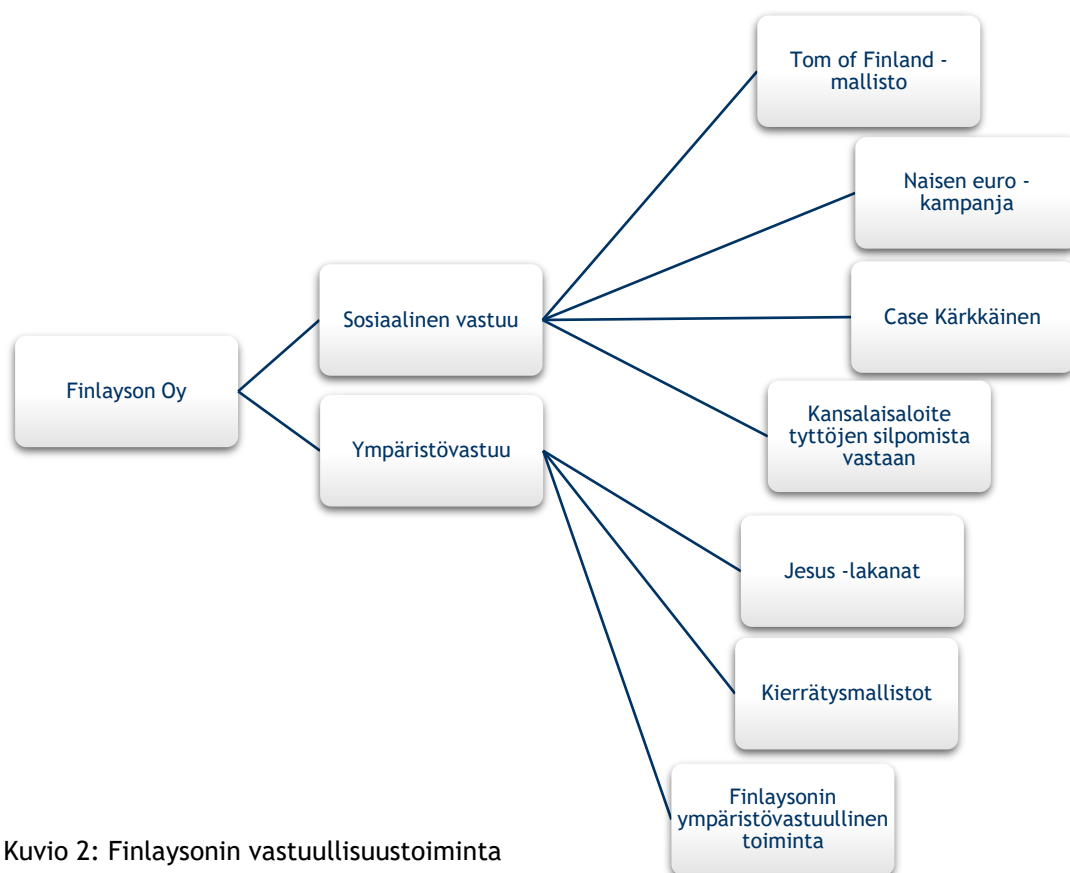 Tom of Finland -
mallisto
Naisen euro -
kampanja
Sosiaalinen vastuu
Case Kärkkäinen
Finlayson Oy
Kansalaisaloite
tyttöjen silpomista
vastaan
Ympäristövastuu
Jesus -lakanat
Kierrätysmallistot
Finlaysonin
ympäristövastuullinen
toiminta
Kuvio 2: Finlaysonin vastuullisuustoiminta